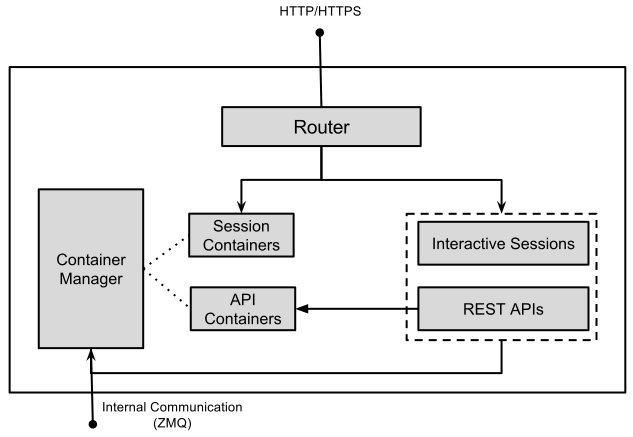 HTTP/HTTPS
Router
Session
Containers
Interactive Sessions
Container
Manager
API
Containers
REST APIs
Internal Communication
(ZMQ)